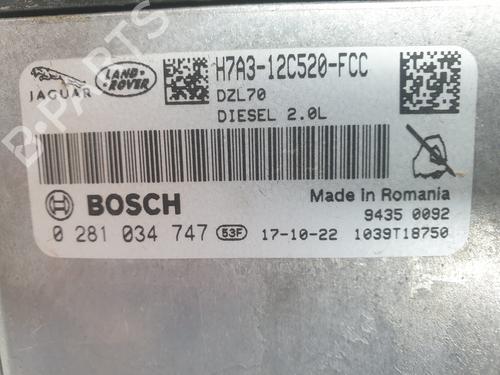 JAGUAR
LAND-
ROVER
H7A3-12C520-FCC
DZL70
DIESEL 2.0L
BOSCH
Made in Romania
9435 0092
0 281 034 747 53F 17-10-22 1039T18750
B-PARTS